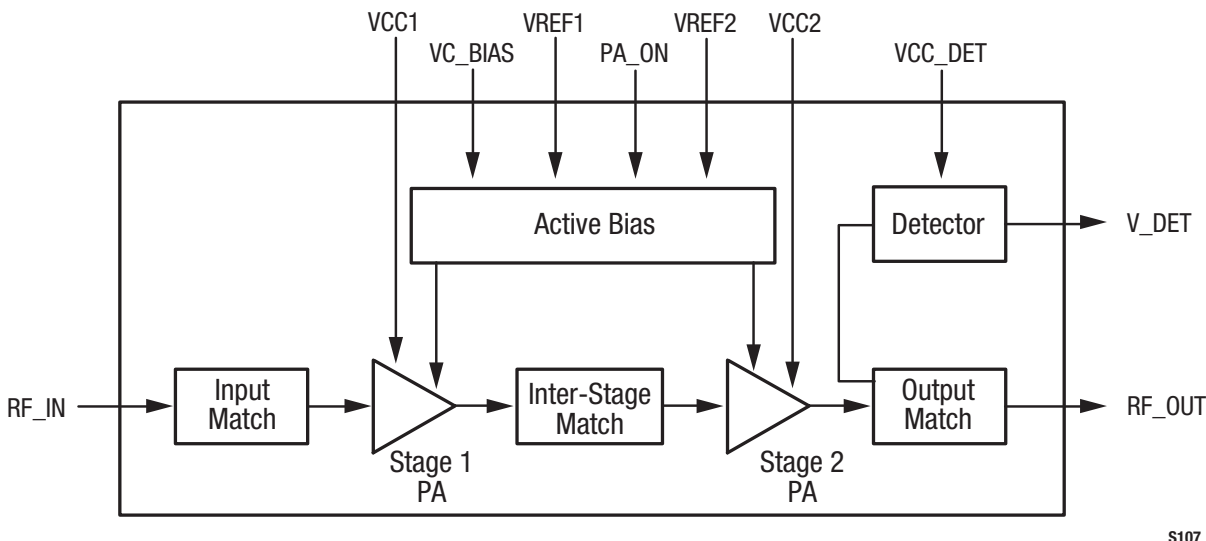 VCC1
VREF1
VREF2
VCC2
VC_BIAS
PA_ON
VCC_DET
Active Bias
Detector
V_DET
RF_IN
Input
Match
Stage 1
PA
Inter-Stage
Match
Stage 2
PA
Output
Match
RF_OUT
S107